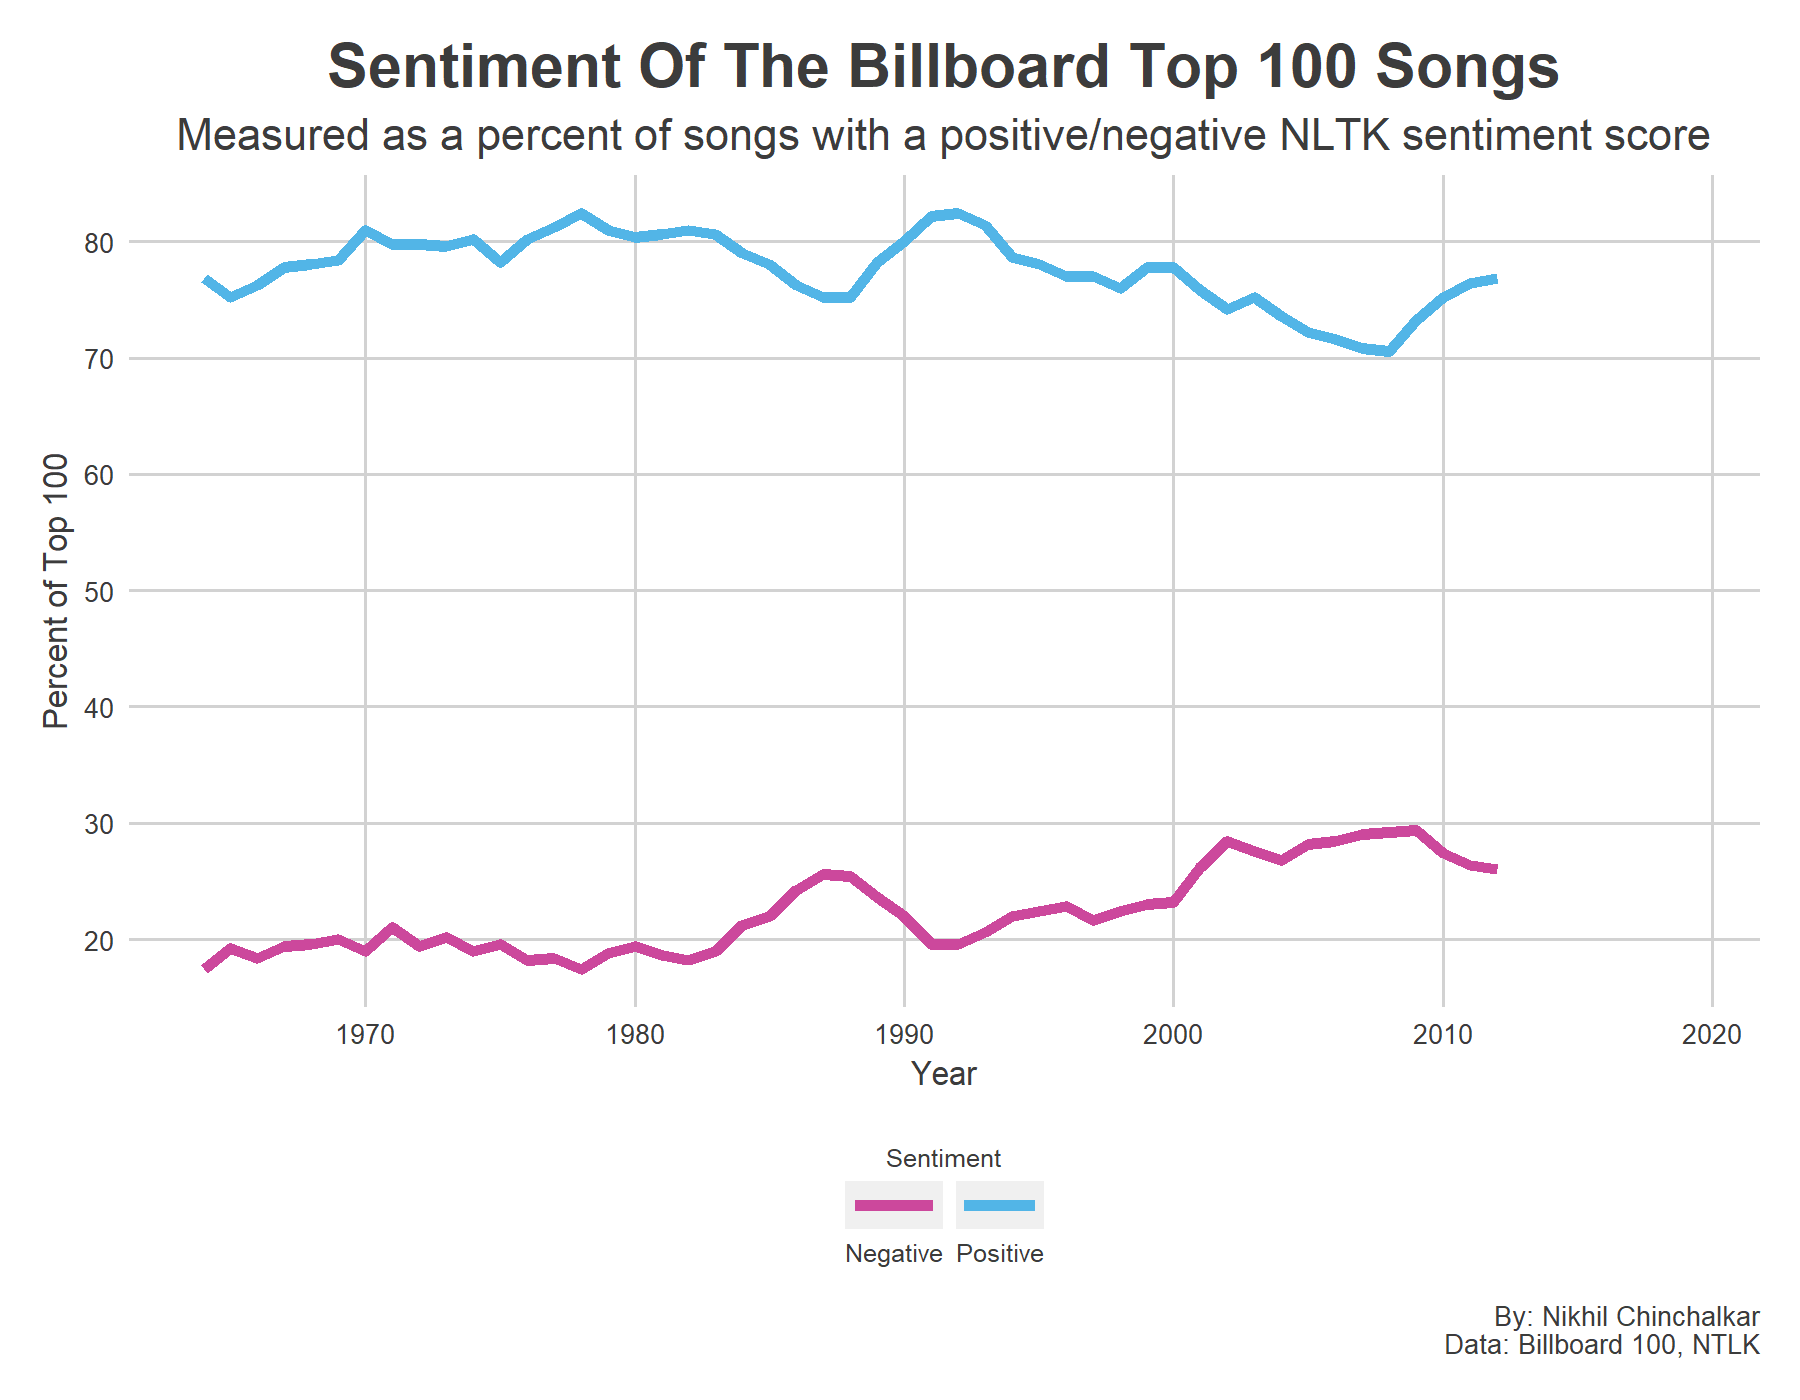 Sentiment Of The Billboard Top 100 Songs
Measured as a percent of songs with a positive/negative NLTK sentiment score
Percent of Top 100
80
70
60
50
40
30
20
1970 1980 1990 2000 2010 2020
Year
Sentiment
Negative Positive
By: Nikhil Chinchalkar
Data: Billboard 100, NTLK